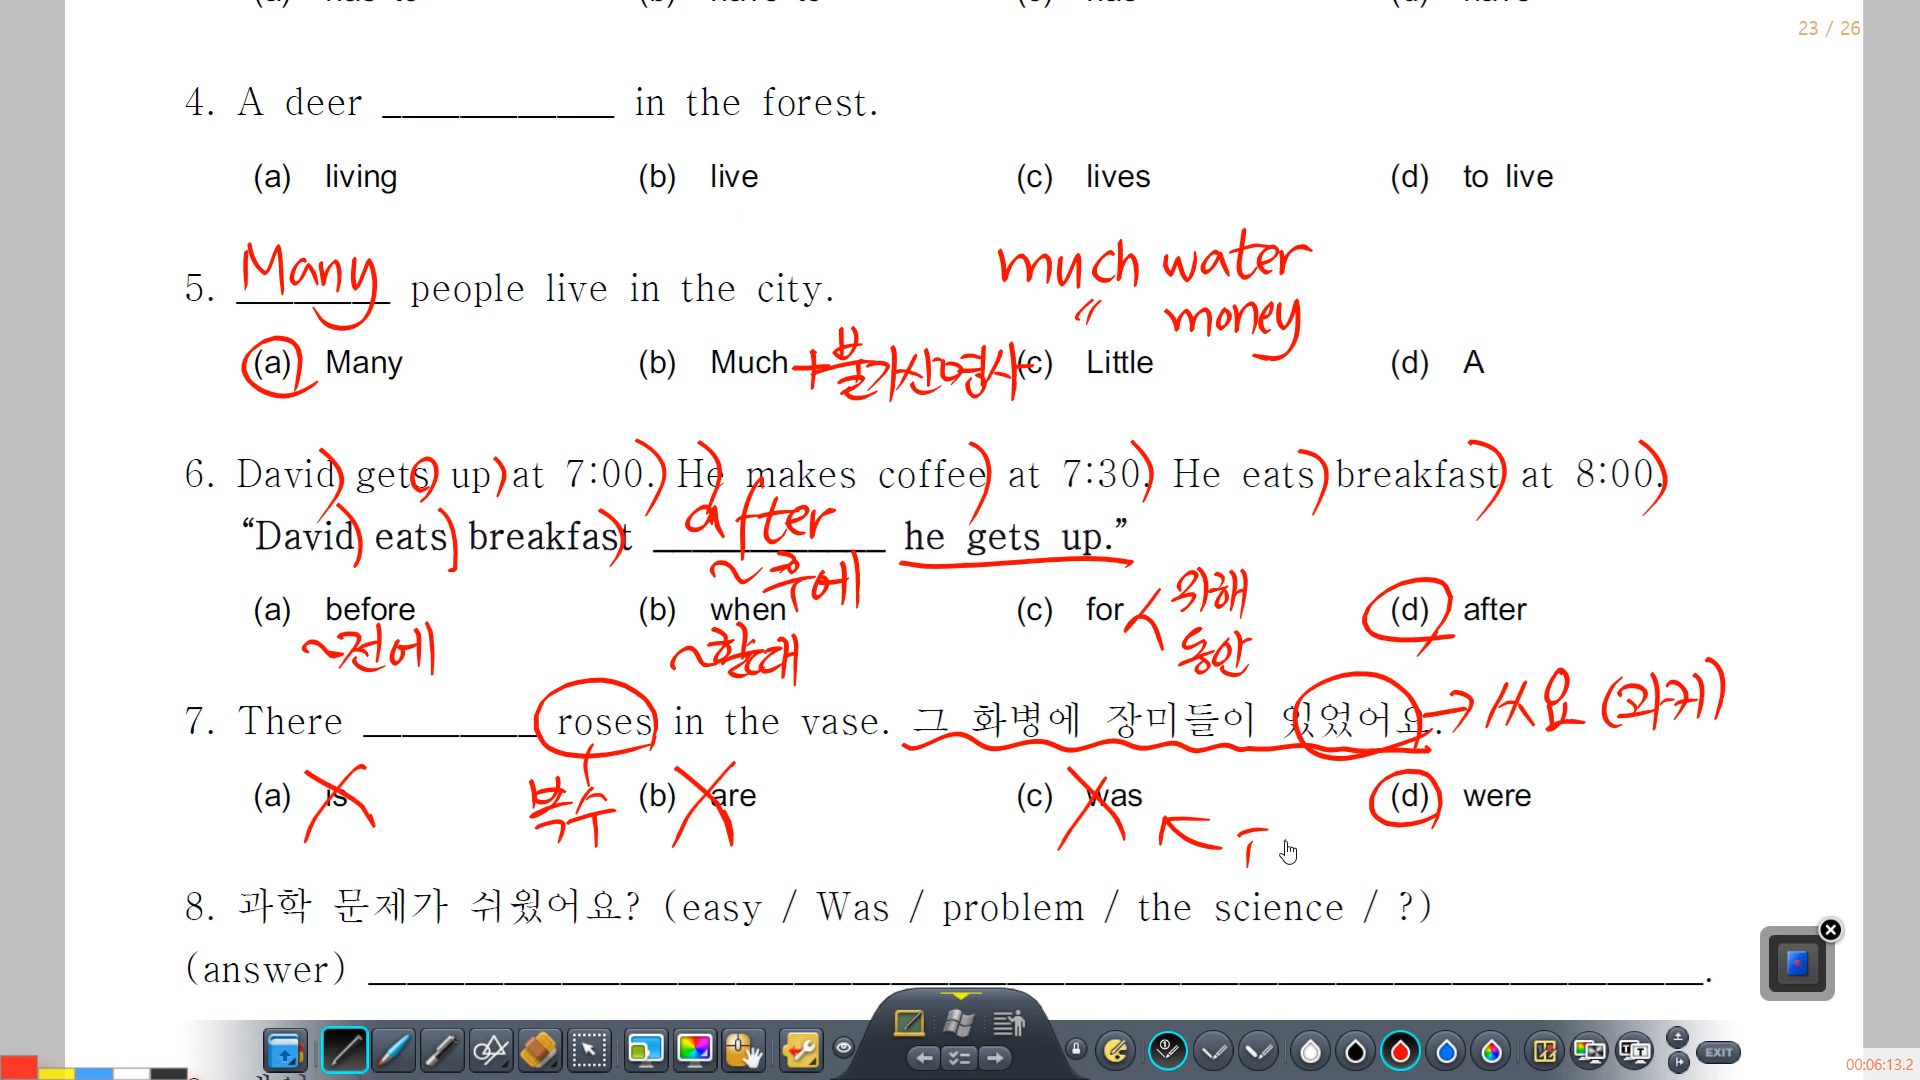 23 / 26
4. A deer ____________ in the forest.
(a) living (b) live (c) lives (d) to live
Many much water
5. ________ people live in the city.
〃 money
(a) Many (b) Much +불가산명사 (c) Little (d) A
6. David gets up at 7:00. He makes coffee at 7:30. He eats breakfast at 8:00.
after
“David eats breakfast ____________ he gets up.”
~후에
(a) before (b) when (c) for 위해 (d) after
~전에 ~할때 동안
7. There _________ roses in the vase. 그 화병에 장미들이 있었어요. → ㅆ요 (과거)
(a) is 복수 (b) are (c) was (d) were
8. 과학 문제가 쉬웠어요? (easy / Was / problem / the science / ?)
(answer) ____________________.
EXIT
00:06:13.2